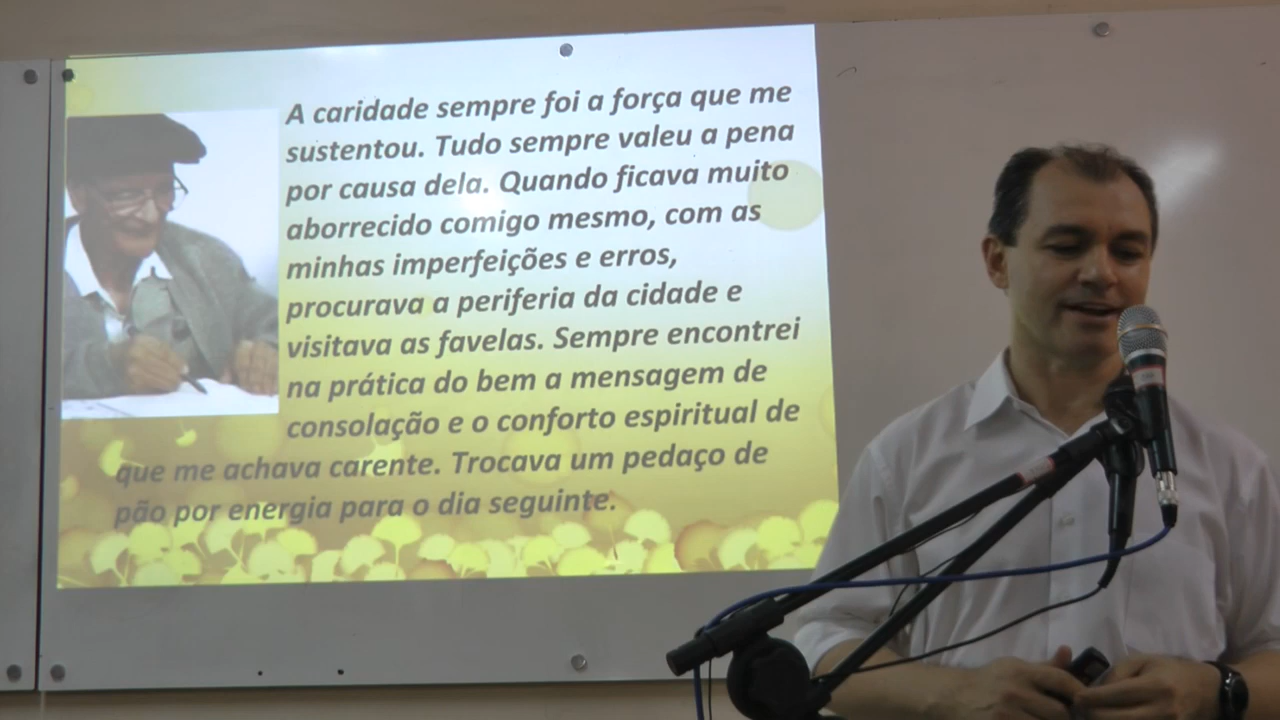 A caridade sempre foi a força que me
sustentou. Tudo sempre valeu a pena
por causa dela. Quando ficava muito
aborrecido comigo mesmo, com as
minhas imperfeições e erros,
procurava a periferia da cidade e
visitava as favelas. Sempre encontrei
na prática do bem a mensagem de
consolação e o conforto espiritual de
que me achava carente. Trocava um pedaço de
pão por energia para o dia seguinte.